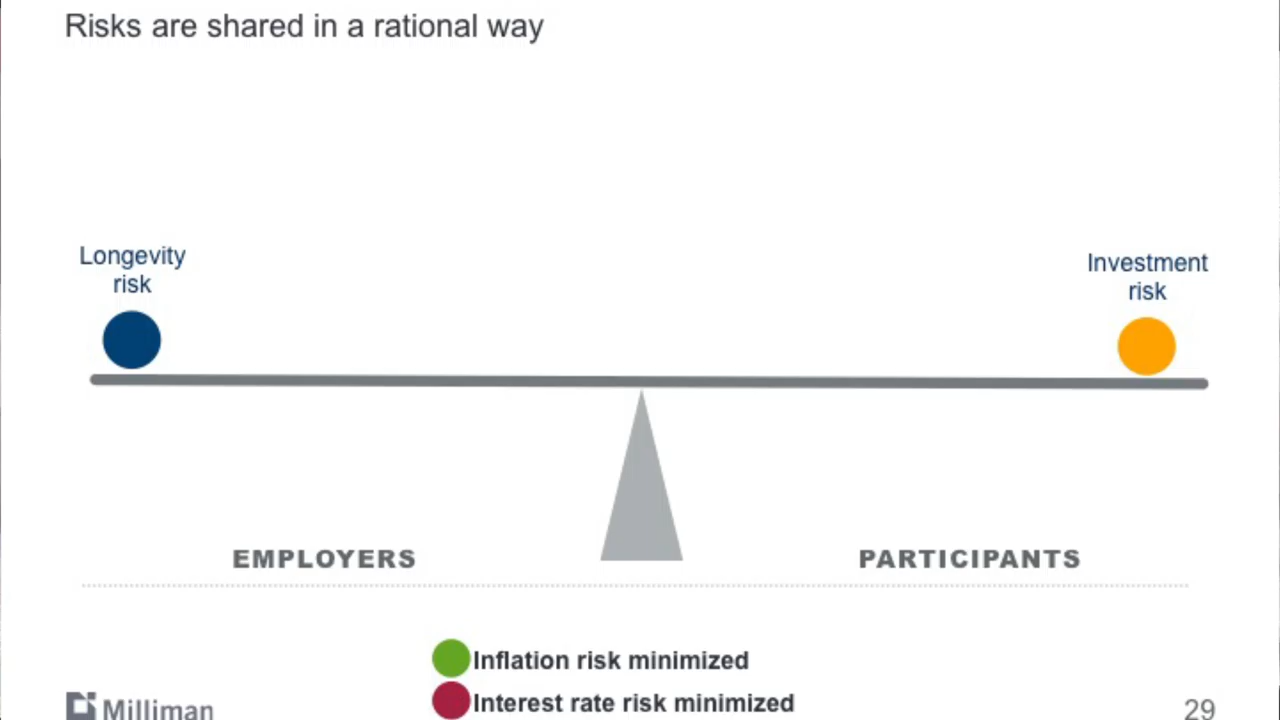 Risks are shared in a rational way
Longevity
risk
Investment
risk
EMPLOYERS
PARTICIPANTS
Inflation risk minimized
Interest rate risk minimized
Milliman
29